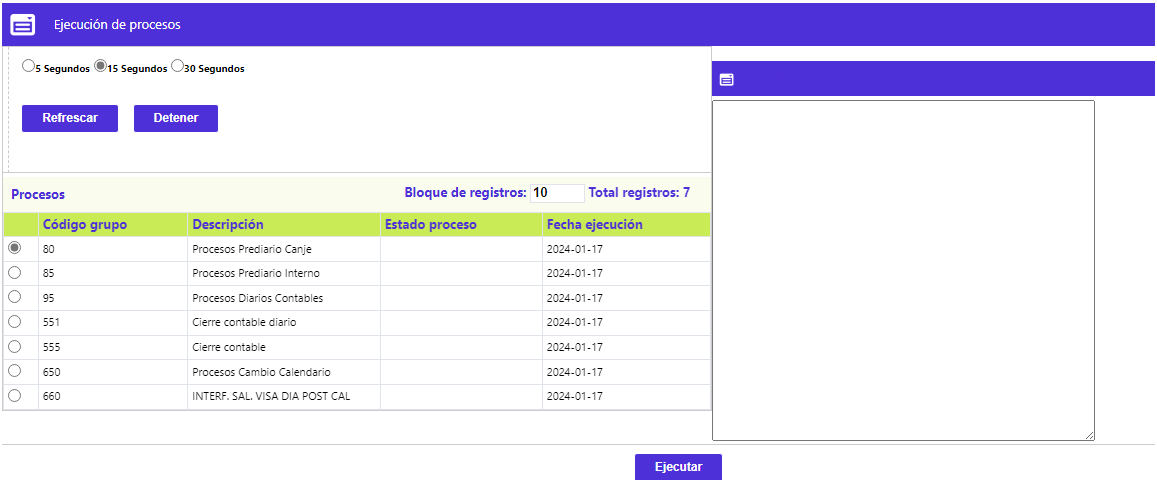 Ejecución de procesos
5 Segundos 15 Segundos 30 Segundos
Refrescar Detener
Procesos Bloque de registros: 10 Total registros: 7
Código grupo Descripción Estado proceso Fecha ejecución
80 Procesos Prediario Canje 2024-01-17
85 Procesos Prediario Interno 2024-01-17
95 Procesos Diarios Contables 2024-01-17
551 Cierre contable diario 2024-01-17
555 Cierre contable 2024-01-17
650 Procesos Cambio Calendario 2024-01-17
660 INTERF. SAL. VISA DIA POST CAL 2024-01-17
Ejecutar